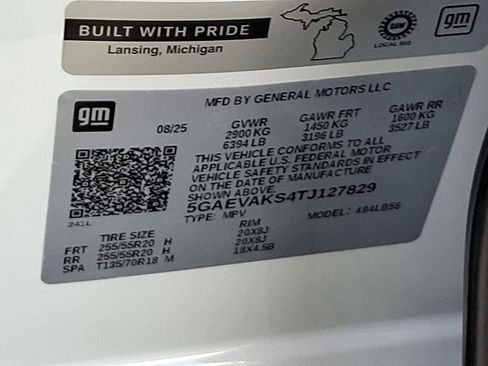 BUILT WITH PRIDE
Lansing, Michigan
UAW
LOCAL 602
gm
gm
MFD BY GENERAL MOTORS LLC
08/25 GVWR GAWR FRT GAWR RR
2900 KG 1450 KG 1600 KG
6394 LB 3196 LB 3527 LB
THIS VEHICLE CONFORMS TO ALL
APPLICABLE U.S. FEDERAL MOTOR
VEHICLE SAFETY STANDARDS IN EFFECT
ON THE DATE OF MANUFACTURE
SHOWN ABOVE.
5GAEVAKS4TJ127829
241L
TYPE: MPV MODEL: 494LB56
TIRE SIZE RIM
FRT 255/55R20 H 20X8J
RR 255/55R20 H 20X8J
SPA T135/70R18 M 18X4.5B